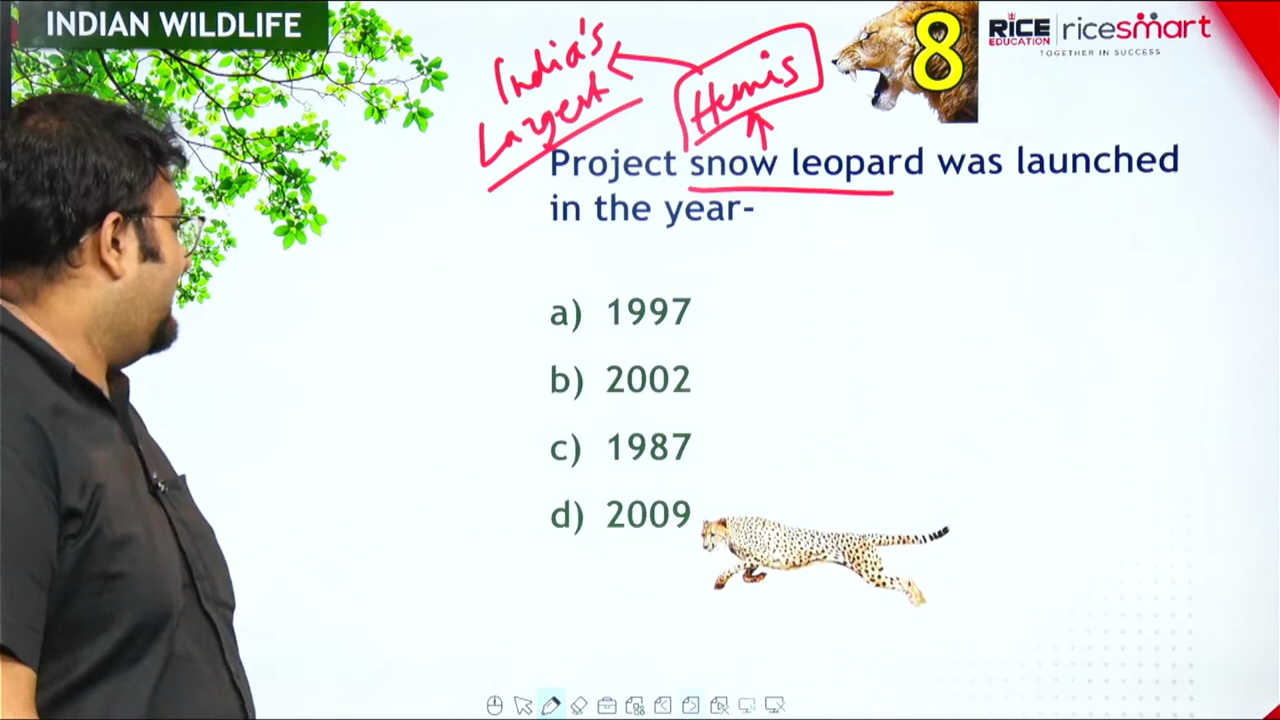 INDIAN WILDLIFE
India's
Largest
Hemis
8
RiCE
EDUCATION
ricesmart
TOGETHER IN SUCCESS
Project snow leopard was launched
in the year-
a) 1997
b) 2002
c) 1987
d) 2009